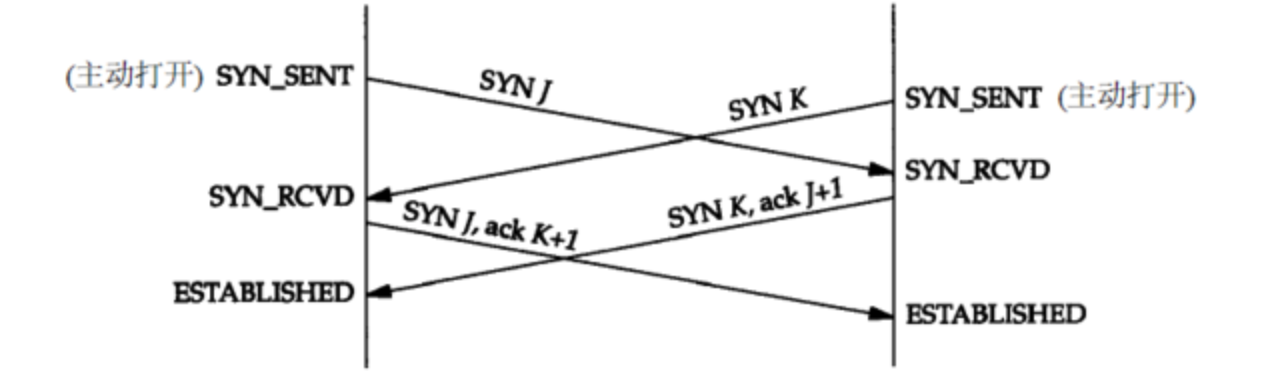 (主动打开) SYN_SENT
SYN J
SYN K
SYN_SENT (主动打开)
SYN_RCVD
SYN_RCVD
SYN J, ack K+1
SYN K, ack J+1
ESTABLISHED
ESTABLISHED